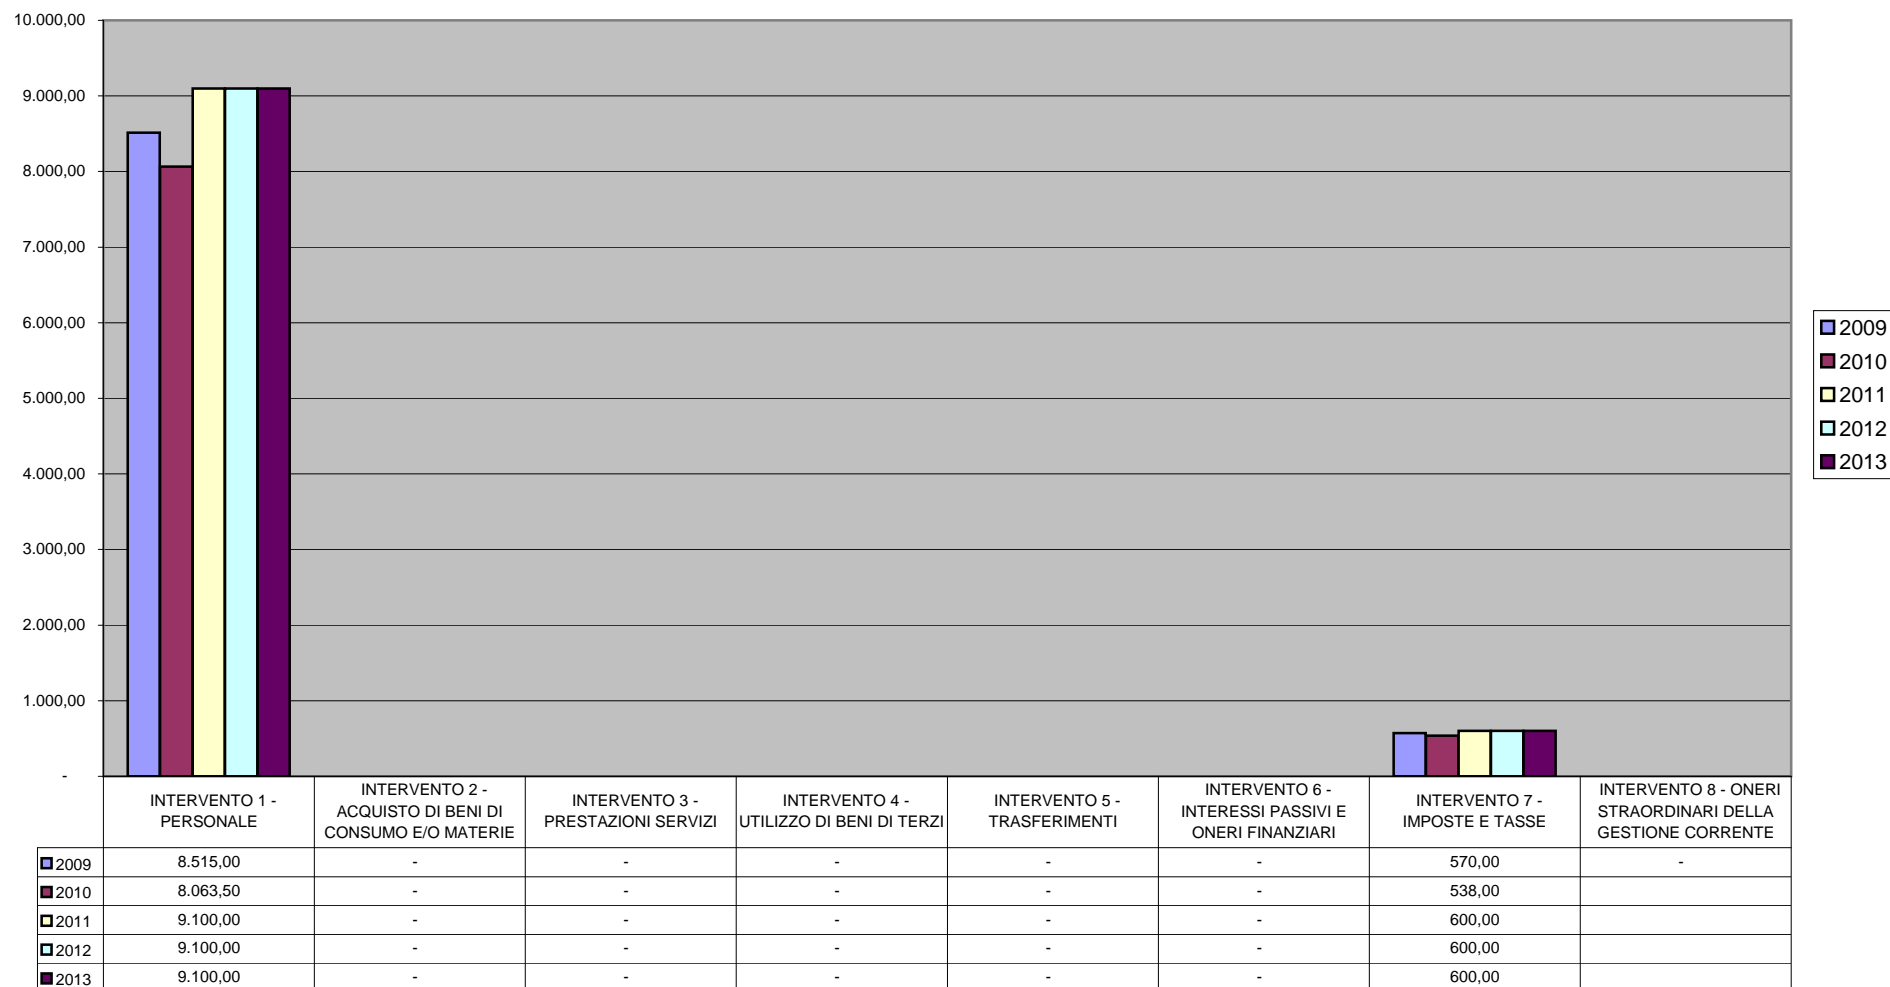 10.000,00
9.000,00
8.000,00
7.000,00
6.000,00
5.000,00
4.000,00
3.000,00
2.000,00
1.000,00
-
2009
2010
2011
2012
2013
INTERVENTO 1 -
PERSONALE
INTERVENTO 2 -
ACQUISTO DI BENI DI
CONSUMO E/O MATERIE
INTERVENTO 3 -
PRESTAZIONI SERVIZI
INTERVENTO 4 -
UTILIZZO DI BENI DI TERZI
INTERVENTO 5 -
TRASFERIMENTI
INTERVENTO 6 -
INTERESSI PASSIVI E
ONERI FINANZIARI
INTERVENTO 7 -
IMPOSTE E TASSE
INTERVENTO 8 - ONERI
STRAORDINARI DELLA
GESTIONE CORRENTE
2009 8.515,00 - - - - - 570,00 -
2010 8.063,50 - - - - - 538,00
2011 9.100,00 - - - - - 600,00
2012 9.100,00 - - - - - 600,00
2013 9.100,00 - - - - - 600,00